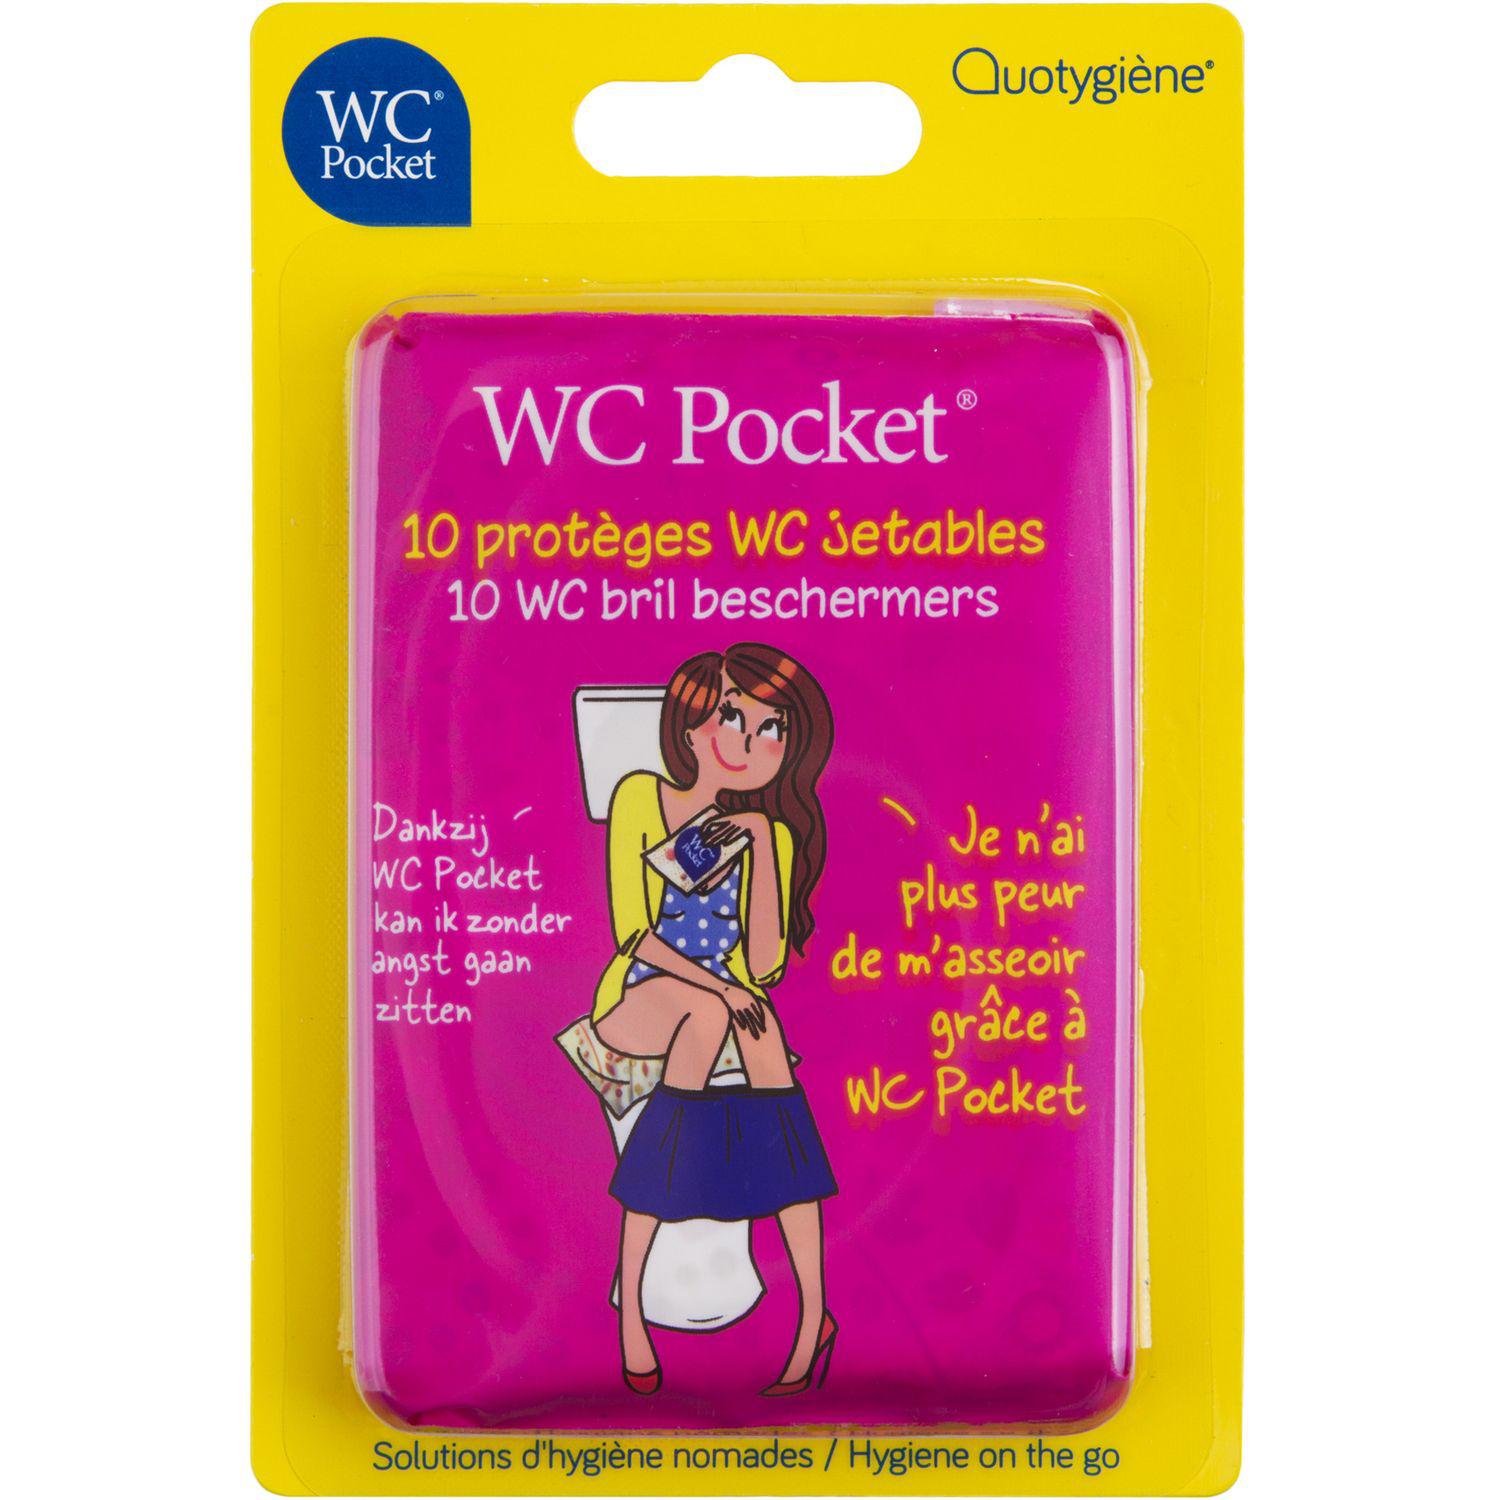 WC®
Pocket
Quotygiène®
WC Pocket®
10 protèges WC jetables
10 WC bril beschermers
Dankzij
WC Pocket
kan ik zonder
angst gaan
zitten
WC
Pocket
Je n'ai
plus peur
de m'asseoir
grâce à
WC Pocket
Solutions d'hygiène nomades / Hygiene on the go